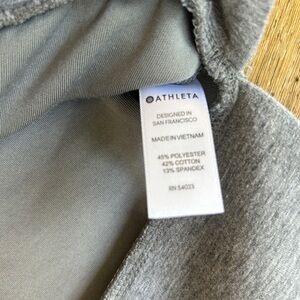 ATHLETA
DESIGNED IN
SAN FRANCISCO
MADE IN VIETNAM
45% POLYESTER
42% COTTON
13% SPANDEX
RN 54023